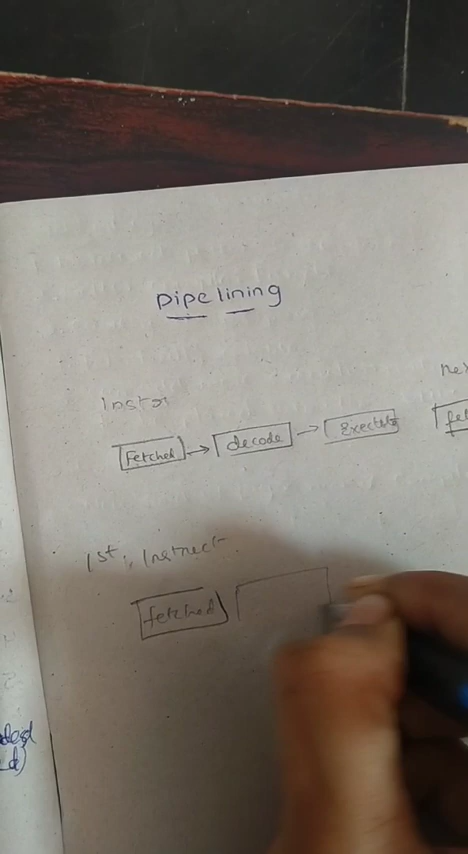 Pipelining
Instr
Fetched → decode → Execute
1st, Instruct
fetched